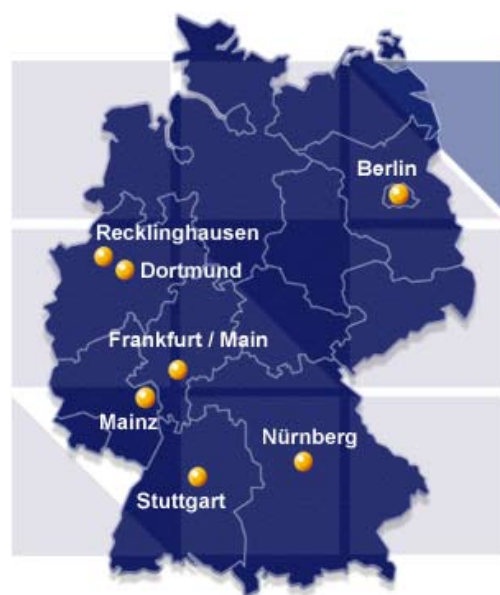 Berlin
Recklinghausen
Dortmund
Frankfurt / Main
Mainz
Nürnberg
Stuttgart